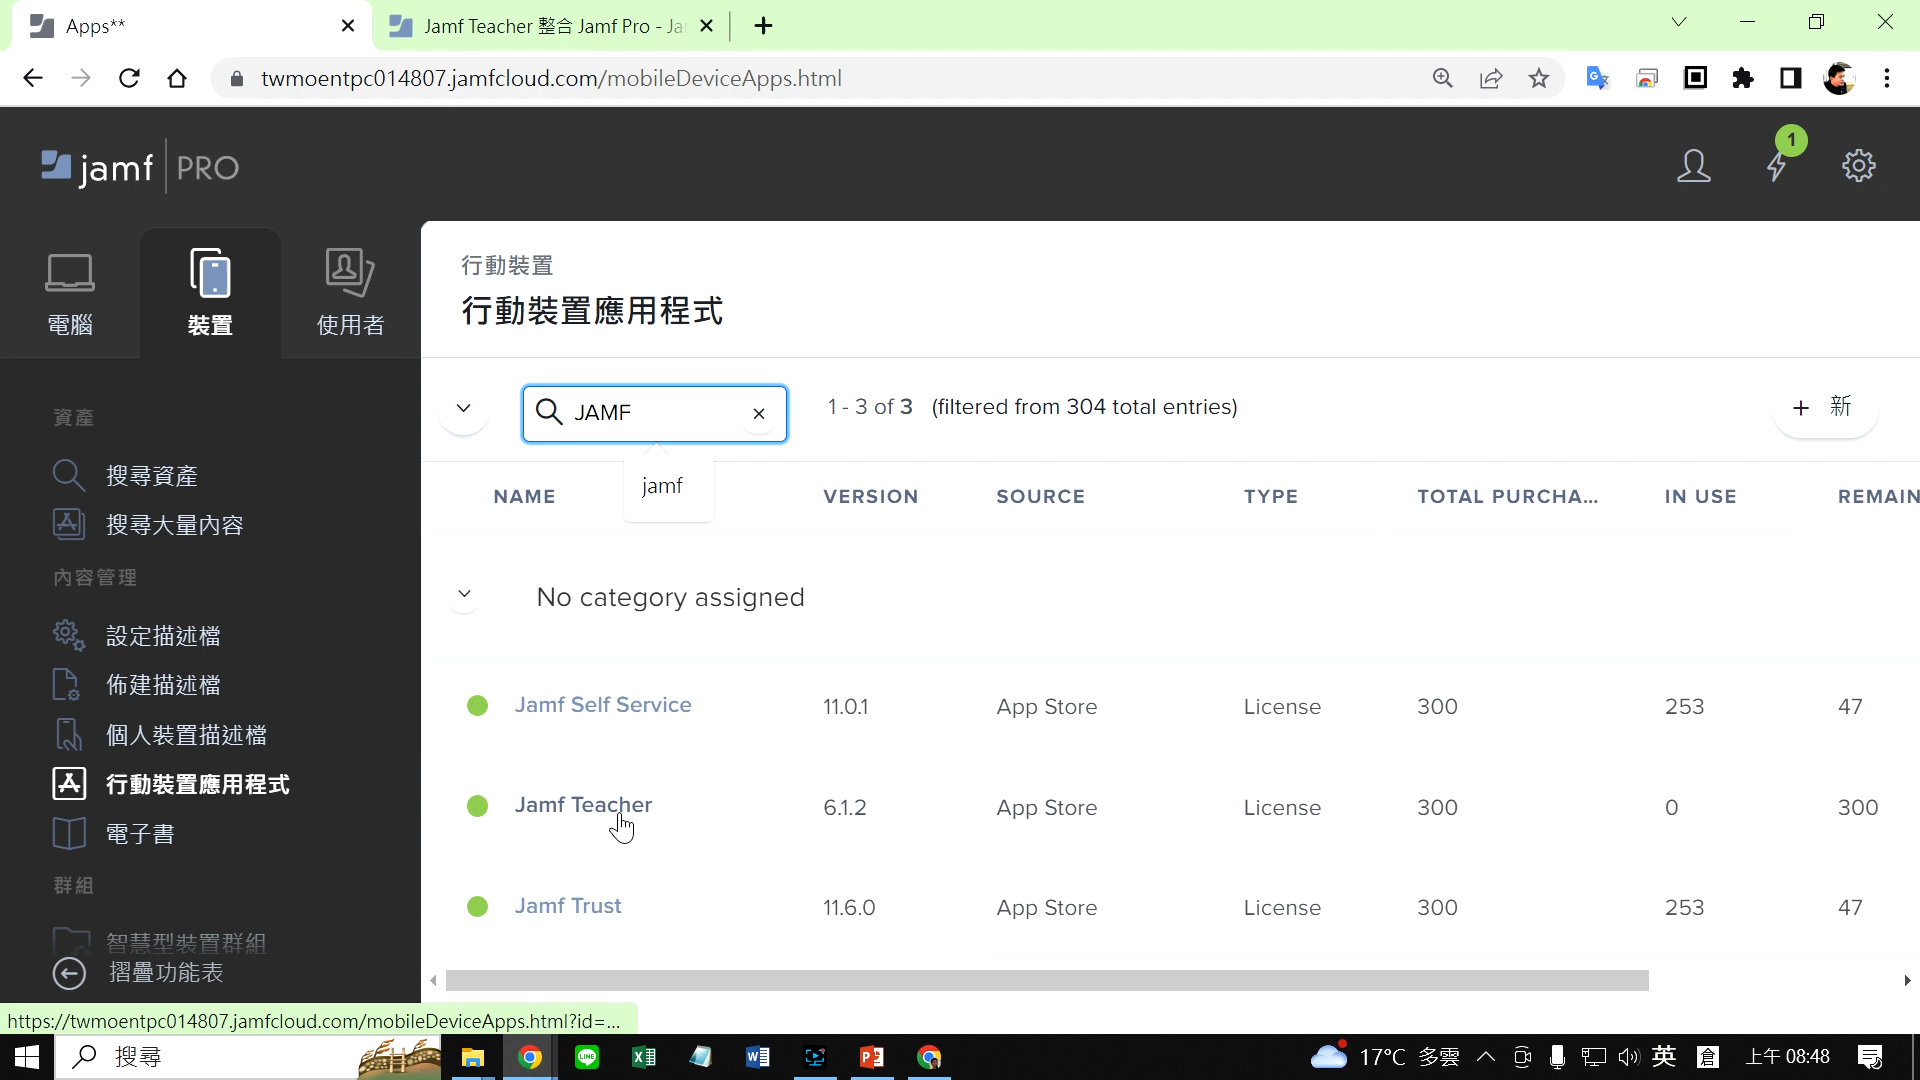 Apps**
Jamf Teacher 整合 Jamf Pro - Ja
twmoentpc014807.jamfcloud.com/mobileDeviceApps.html
jamf PRO
1
電腦
裝置
使用者
行動裝置
行動裝置應用程式
JAMF
1 - 3 of 3 (filtered from 304 total entries)
+ 新
jamf
資產
搜尋資產
搜尋大量內容
內容管理
設定描述檔
佈建描述檔
個人裝置描述檔
行動裝置應用程式
電子書
群組
智慧型裝置群組
摺疊功能表
NAME VERSION SOURCE TYPE TOTAL PURCHA... IN USE REMAIN
No category assigned
Jamf Self Service 11.0.1 App Store License 300 253 47
Jamf Teacher 6.1.2 App Store License 300 0 300
Jamf Trust 11.6.0 App Store License 300 253 47
https://twmoentpc014807.jamfcloud.com/mobileDeviceApps.html?id=...
搜尋
17°C 多雲
英
倉
上午 08:48